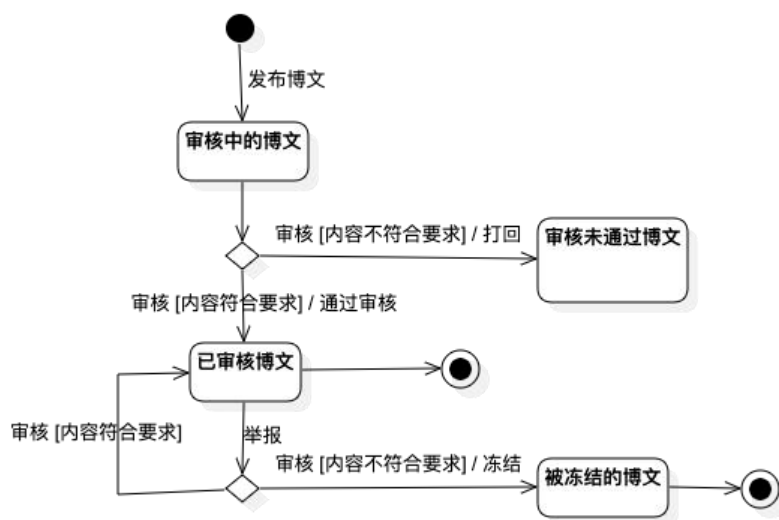 发布博文
审核中的博文
审核 [内容不符合要求] / 打回
审核未通过博文
审核 [内容符合要求] / 通过审核
已审核博文
审核 [内容符合要求]
举报
审核 [内容不符合要求] / 冻结
被冻结的博文